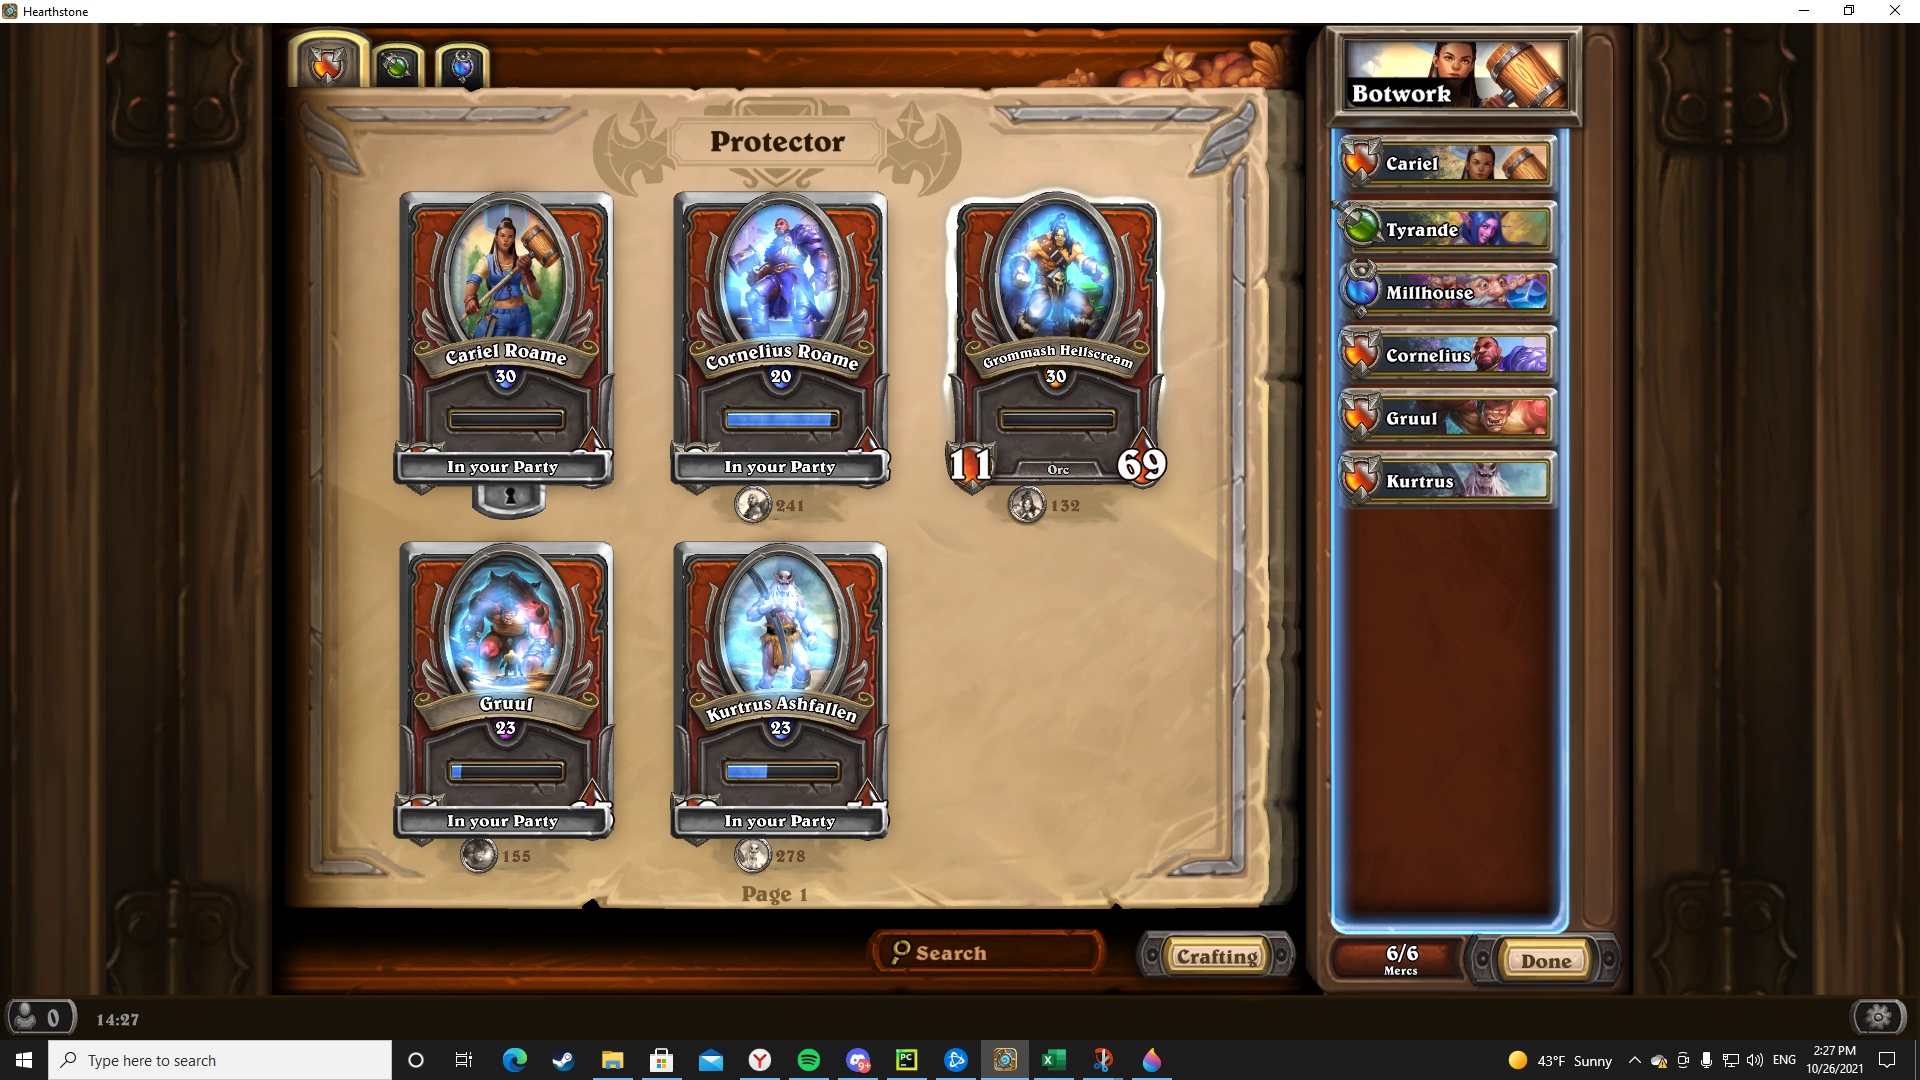 Hearthstone
Protector
Cariel Roame
30
In your Party
Cornelius Roame
20
In your Party
241
Grommash Hellscream
30
11
Orc
69
132
Gruul
23
In your Party
155
Kurtrus Ashfallen
23
In your Party
278
Page 1
Search
Crafting
Botwork
Cariel
Tyrande
Millhouse
Cornelius
Gruul
Kurtrus
6/6
Mercs
Done
0
14:27
Type here to search
9+
PC
43°F Sunny
ENG
2:27 PM
10/26/2021